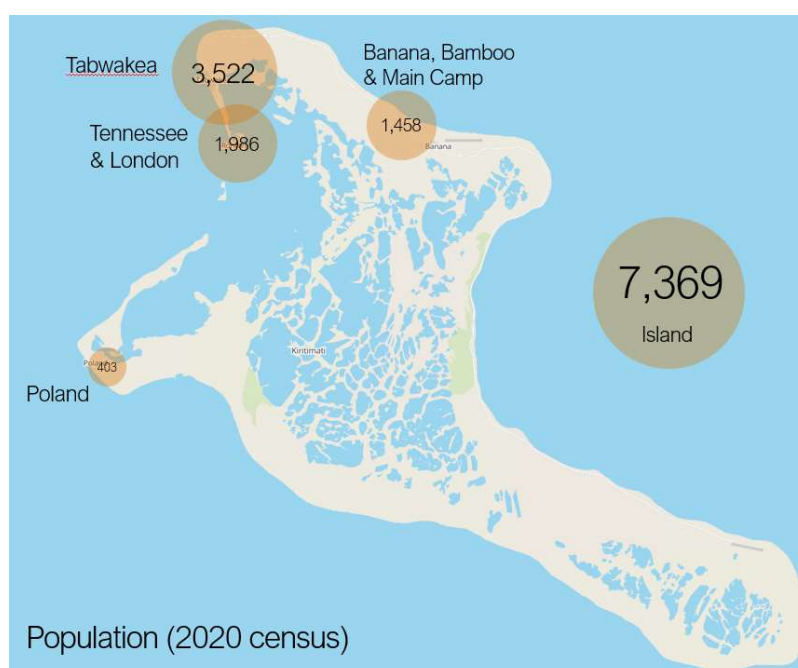 Tabwakea
3,522
Banana, Bamboo
& Main Camp
1,458
Banana
Tennessee
& London
1,986
7,369
Island
Kiritimati
403
Poland
Population (2020 census)